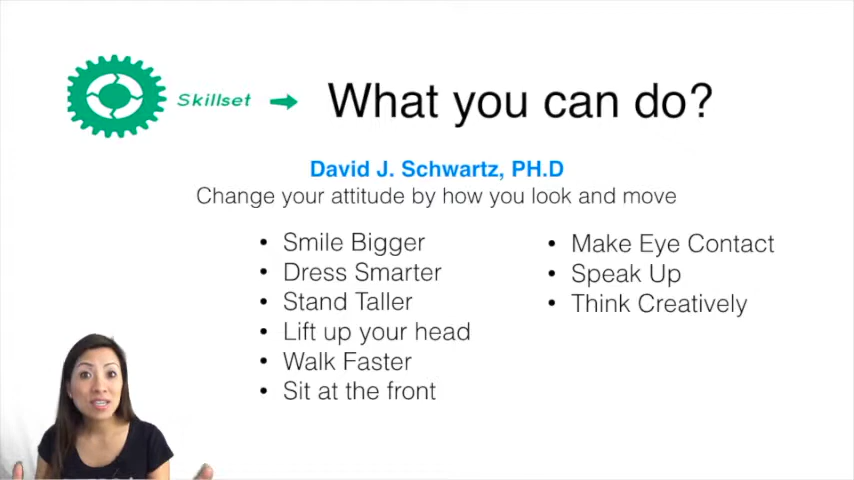 Skillset
What you can do?
David J. Schwartz, PH.D
Change your attitude by how you look and move
• Smile Bigger
• Dress Smarter
• Stand Taller
• Lift up your head
• Walk Faster
• Sit at the front
• Make Eye Contact
• Speak Up
• Think Creatively